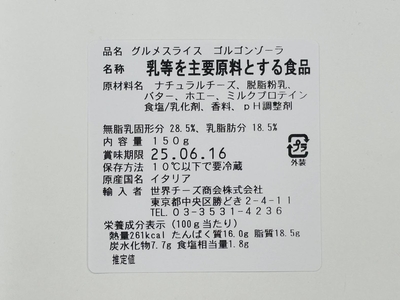 品名 グルメスライス ゴルゴンゾーラ
名称 乳等を主要原料とする食品
原材料名 ナチュラルチーズ、脱脂粉乳、
バター、ホエー、ミルクプロテイン
食塩/乳化剤、香料、pH調整剤
無脂乳固形分 28.5%、乳脂肪分 18.5%
内容量 150g
賞味期限 25.06.16
保存方法 10℃以下で要冷蔵
原産国名 イタリア
輸入者 世界チーズ商会株式会社
東京都中央区勝どき2-4-11
TEL 03-3531-4236
プラ
外装
栄養成分表示(100g当たり)
熱量261kcal たんぱく質16.0g 脂質18.5g
炭水化物7.7g 食塩相当量1.8g
推定値